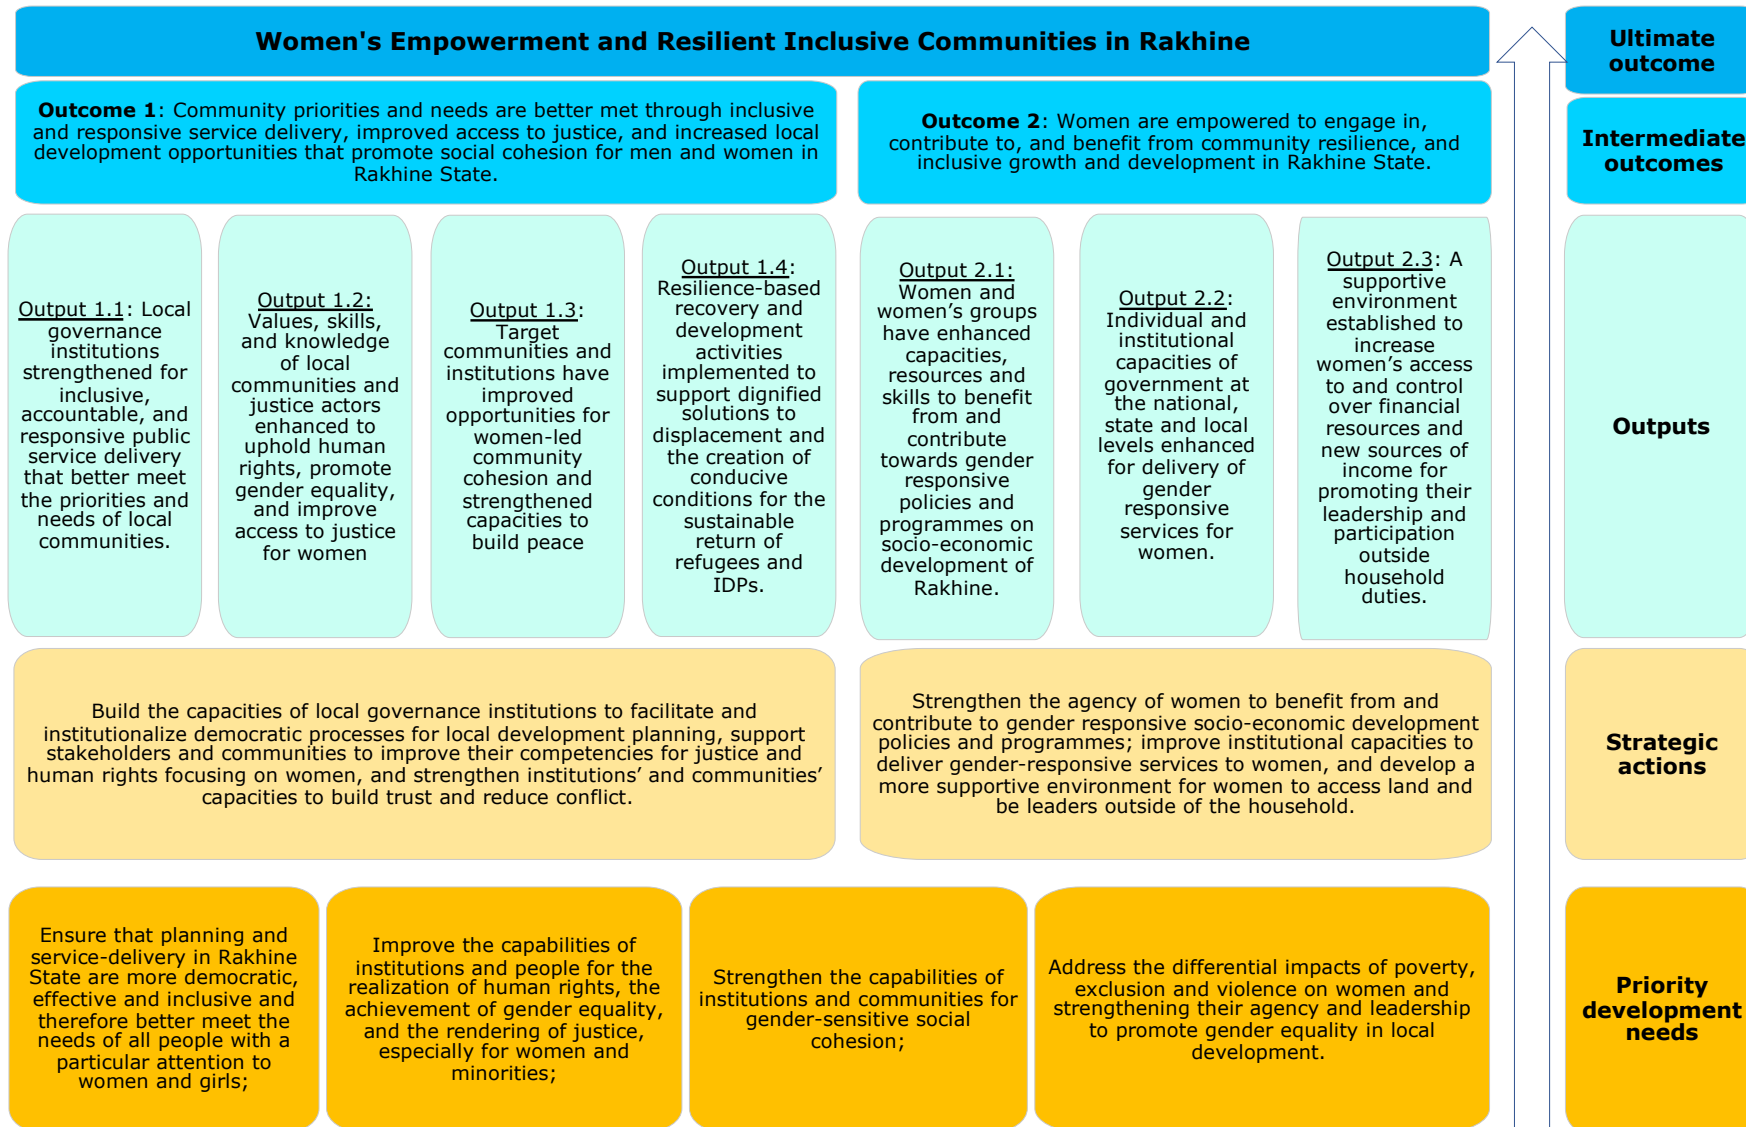 Women's Empowerment and Resilient Inclusive Communities in Rakhine
Ultimate
outcome
Outcome 1: Community priorities and needs are better met through inclusive
and responsive service delivery, improved access to justice, and increased local
development opportunities that promote social cohesion for men and women in
Rakhine State.
Outcome 2: Women are empowered to engage in,
contribute to, and benefit from community resilience, and
inclusive growth and development in Rakhine State.
Intermediate
outcomes
Output 1.1: Local
governance
institutions
strengthened for
inclusive,
accountable, and
responsive public
service delivery
that better meet
the priorities and
needs of local
communities.
Output 1.2:
Values, skills,
and knowledge
of local
communities and
justice actors
enhanced to
uphold human
rights, promote
gender equality,
and improve
access to justice
for women
Output 1.3:
Target
communities and
institutions have
improved
opportunities for
women-led
community
cohesion and
strengthened
capacities to
build peace
Output 1.4:
Resilience-based
recovery and
development
activities
implemented to
support dignified
solutions to
displacement and
the creation of
conducive
conditions for the
sustainable
return of
refugees and
IDPs.
Output 2.1:
Women and
women’s groups
have enhanced
capacities,
resources and
skills to benefit
from and
contribute
towards gender
responsive
policies and
programmes on
socio-economic
development of
Rakhine.
Output 2.2:
Individual and
institutional
capacities of
government at
the national,
state and local
levels enhanced
for delivery of
gender
responsive
services for
women.
Output 2.3: A
supportive
environment
established to
increase
women’s access
to and control
over financial
resources and
new sources of
income for
promoting their
leadership and
participation
outside
household
duties.
Outputs
Build the capacities of local governance institutions to facilitate and
institutionalize democratic processes for local development planning, support
stakeholders and communities to improve their competencies for justice and
human rights focusing on women, and strengthen institutions’ and communities’
capacities to build trust and reduce conflict.
Strengthen the agency of women to benefit from and
contribute to gender responsive socio-economic development
policies and programmes; improve institutional capacities to
deliver gender-responsive services to women, and develop a
more supportive environment for women to access land and
be leaders outside of the household.
Strategic
actions
Ensure that planning and
service-delivery in Rakhine
State are more democratic,
effective and inclusive and
therefore better meet the
needs of all people with a
particular attention to
women and girls;
Improve the capabilities of
institutions and people for the
realization of human rights, the
achievement of gender equality,
and the rendering of justice,
especially for women and
minorities;
Strengthen the capabilities of
institutions and communities for
gender-sensitive social
cohesion;
Address the differential impacts of poverty,
exclusion and violence on women and
strengthening their agency and leadership
to promote gender equality in local
development.
Priority
development
needs